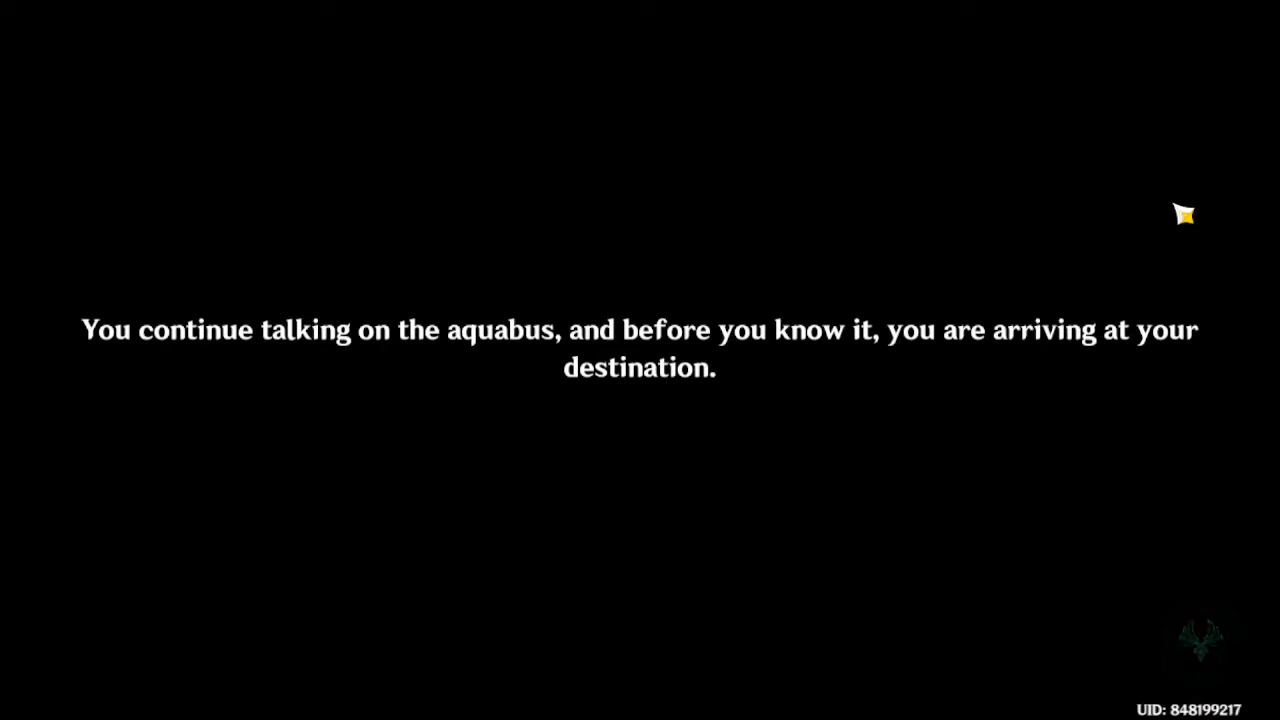 You continue talking on the aquabus, and before you know it, you are arriving at your
destination.
UID: 848199217